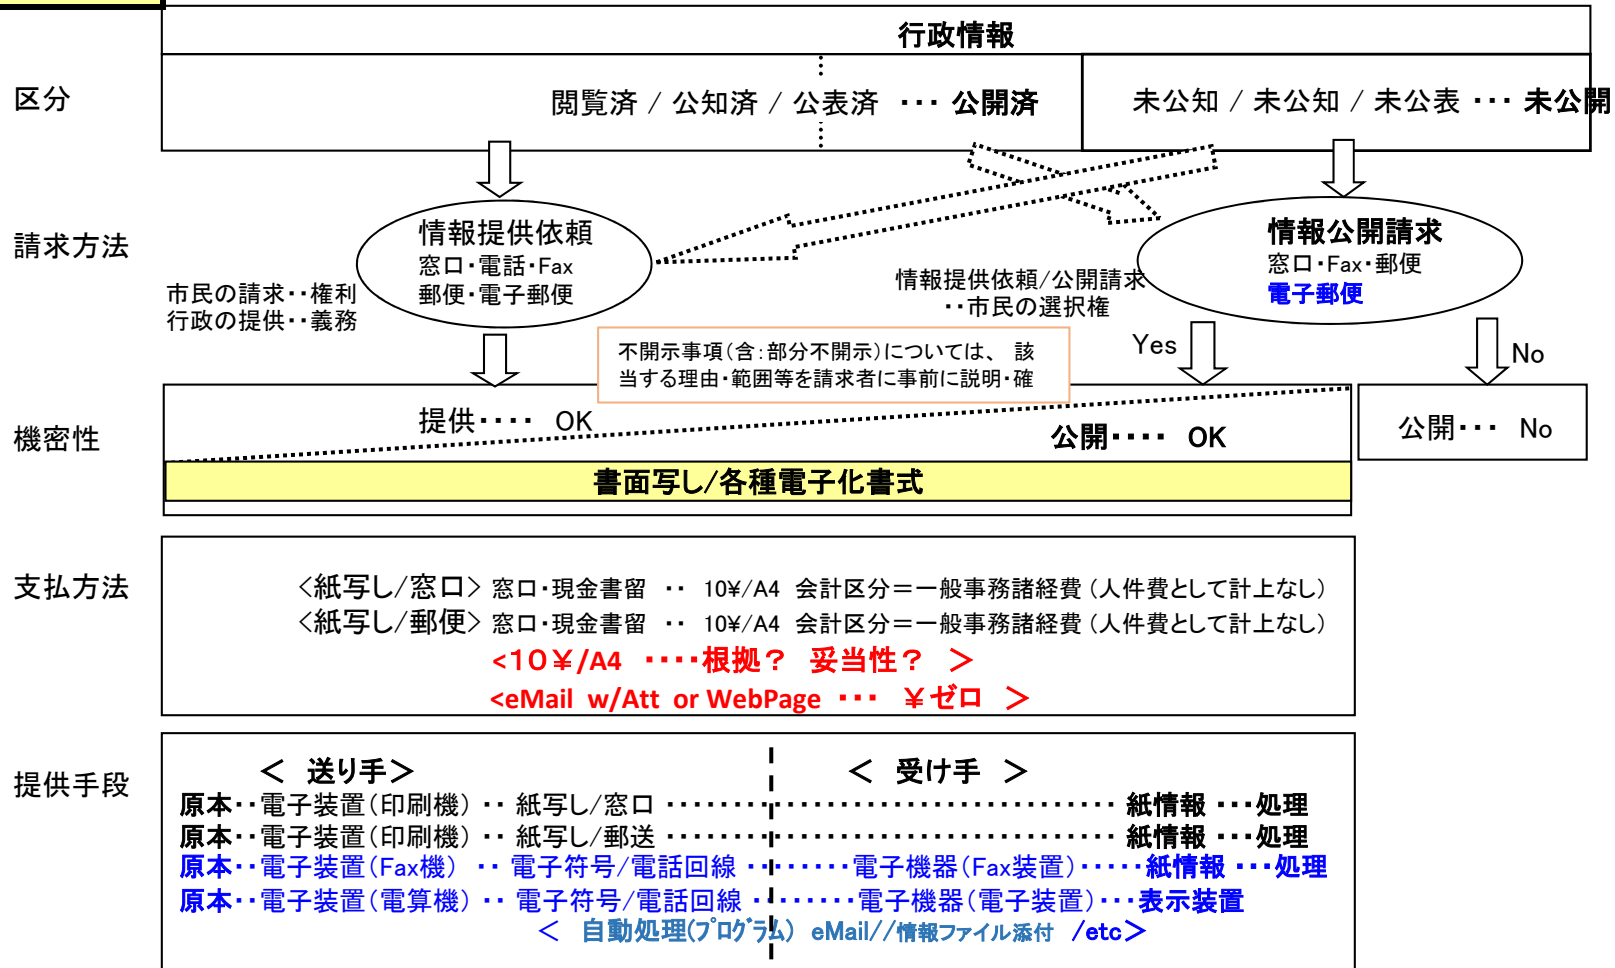 行政情報
区分
閲覧済 / 公知済 / 公表済 ・・・ 公開済
未公知 / 未公知 / 未公表 ・・・ 未公開
請求方法
情報提供依頼
窓口・電話・Fax
郵便・電子郵便
市民の請求・・権利
行政の提供・・義務
情報提供依頼/公開請求
・・市民の選択権
情報公開請求
窓口・Fax・郵便
電子郵便
不開示事項(含:部分不開示)については、 該
当する理由・範囲等を請求者に事前に説明・確
Yes
No
機密性
提供・・・・ OK
公開・・・・ OK
公開・・・ No
書面写し/各種電子化書式
支払方法
<紙写し/窓口> 窓口・現金書留 ・・ 10¥/A4 会計区分=一般事務諸経費(人件費として計上なし)
<紙写し/郵便> 窓口・現金書留 ・・ 10¥/A4 会計区分=一般事務諸経費(人件費として計上なし)
<10¥/A4 ・・・・根拠? 妥当性? >
<eMail w/Att or WebPage ・・・ ¥ゼロ >
提供手段
< 送り手>
< 受け手 >
原本・・電子装置(印刷機) ・・ 紙写し/窓口 ・・・・・・・・・・・・・・・・・・・・・・・・・・・・ 紙情報 ・・・処理
原本・・電子装置(印刷機) ・・ 紙写し/郵送 ・・・・・・・・・・・・・・・・・・・・・・・・・・・・ 紙情報 ・・・処理
原本・・電子装置(Fax機) ・・ 電子符号/電話回線 ・・・・・・・・電子機器(Fax装置)・・・・・紙情報 ・・・処理
原本・・電子装置(電算機) ・・ 電子符号/電話回線 ・・・・・・・・電子機器(電子装置)・・・表示装置
< 自動処理(プログラム) eMail//情報ファイル添付 /etc>